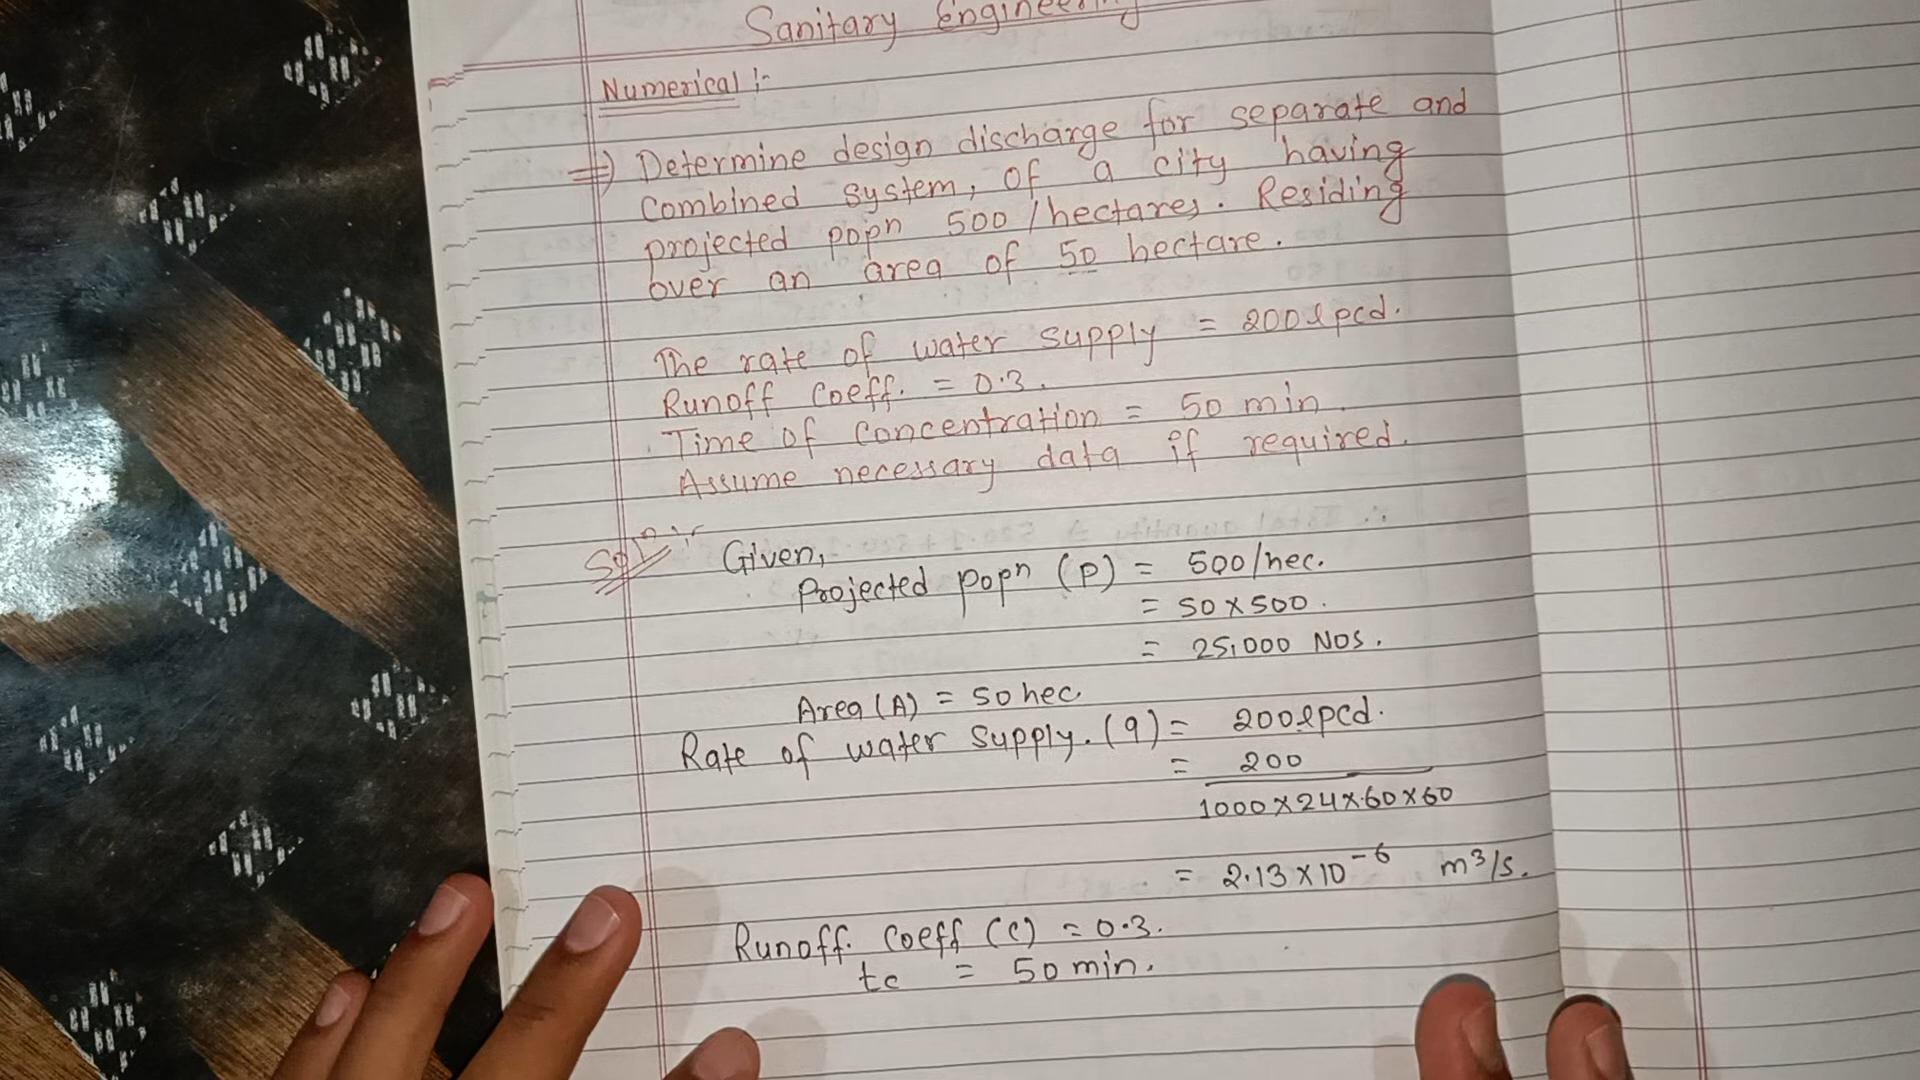 Sanitary Engineering
Numerical :-
=> Determine design discharge for separate and
combined system, of a city having
projected popn 500 /hectares. Residing
over an area of 50 hectare.
The rate of water supply = 200 lpcd.
Runoff coeff. = 0.3.
Time of concentration = 50 min.
Assume necessary data if required.
Soln:- Given,
Projected popn (P) = 500/hec.
= 50 x 500.
= 25,000 Nos.
Area (A) = 50 hec
Rate of water supply. (q) = 200 lpcd.
= 200
1000 x 24 x 60 x 60
= 2.13 x 10^-6 m³/s.
Runoff. coeff (c) = 0.3.
tc = 50 min.